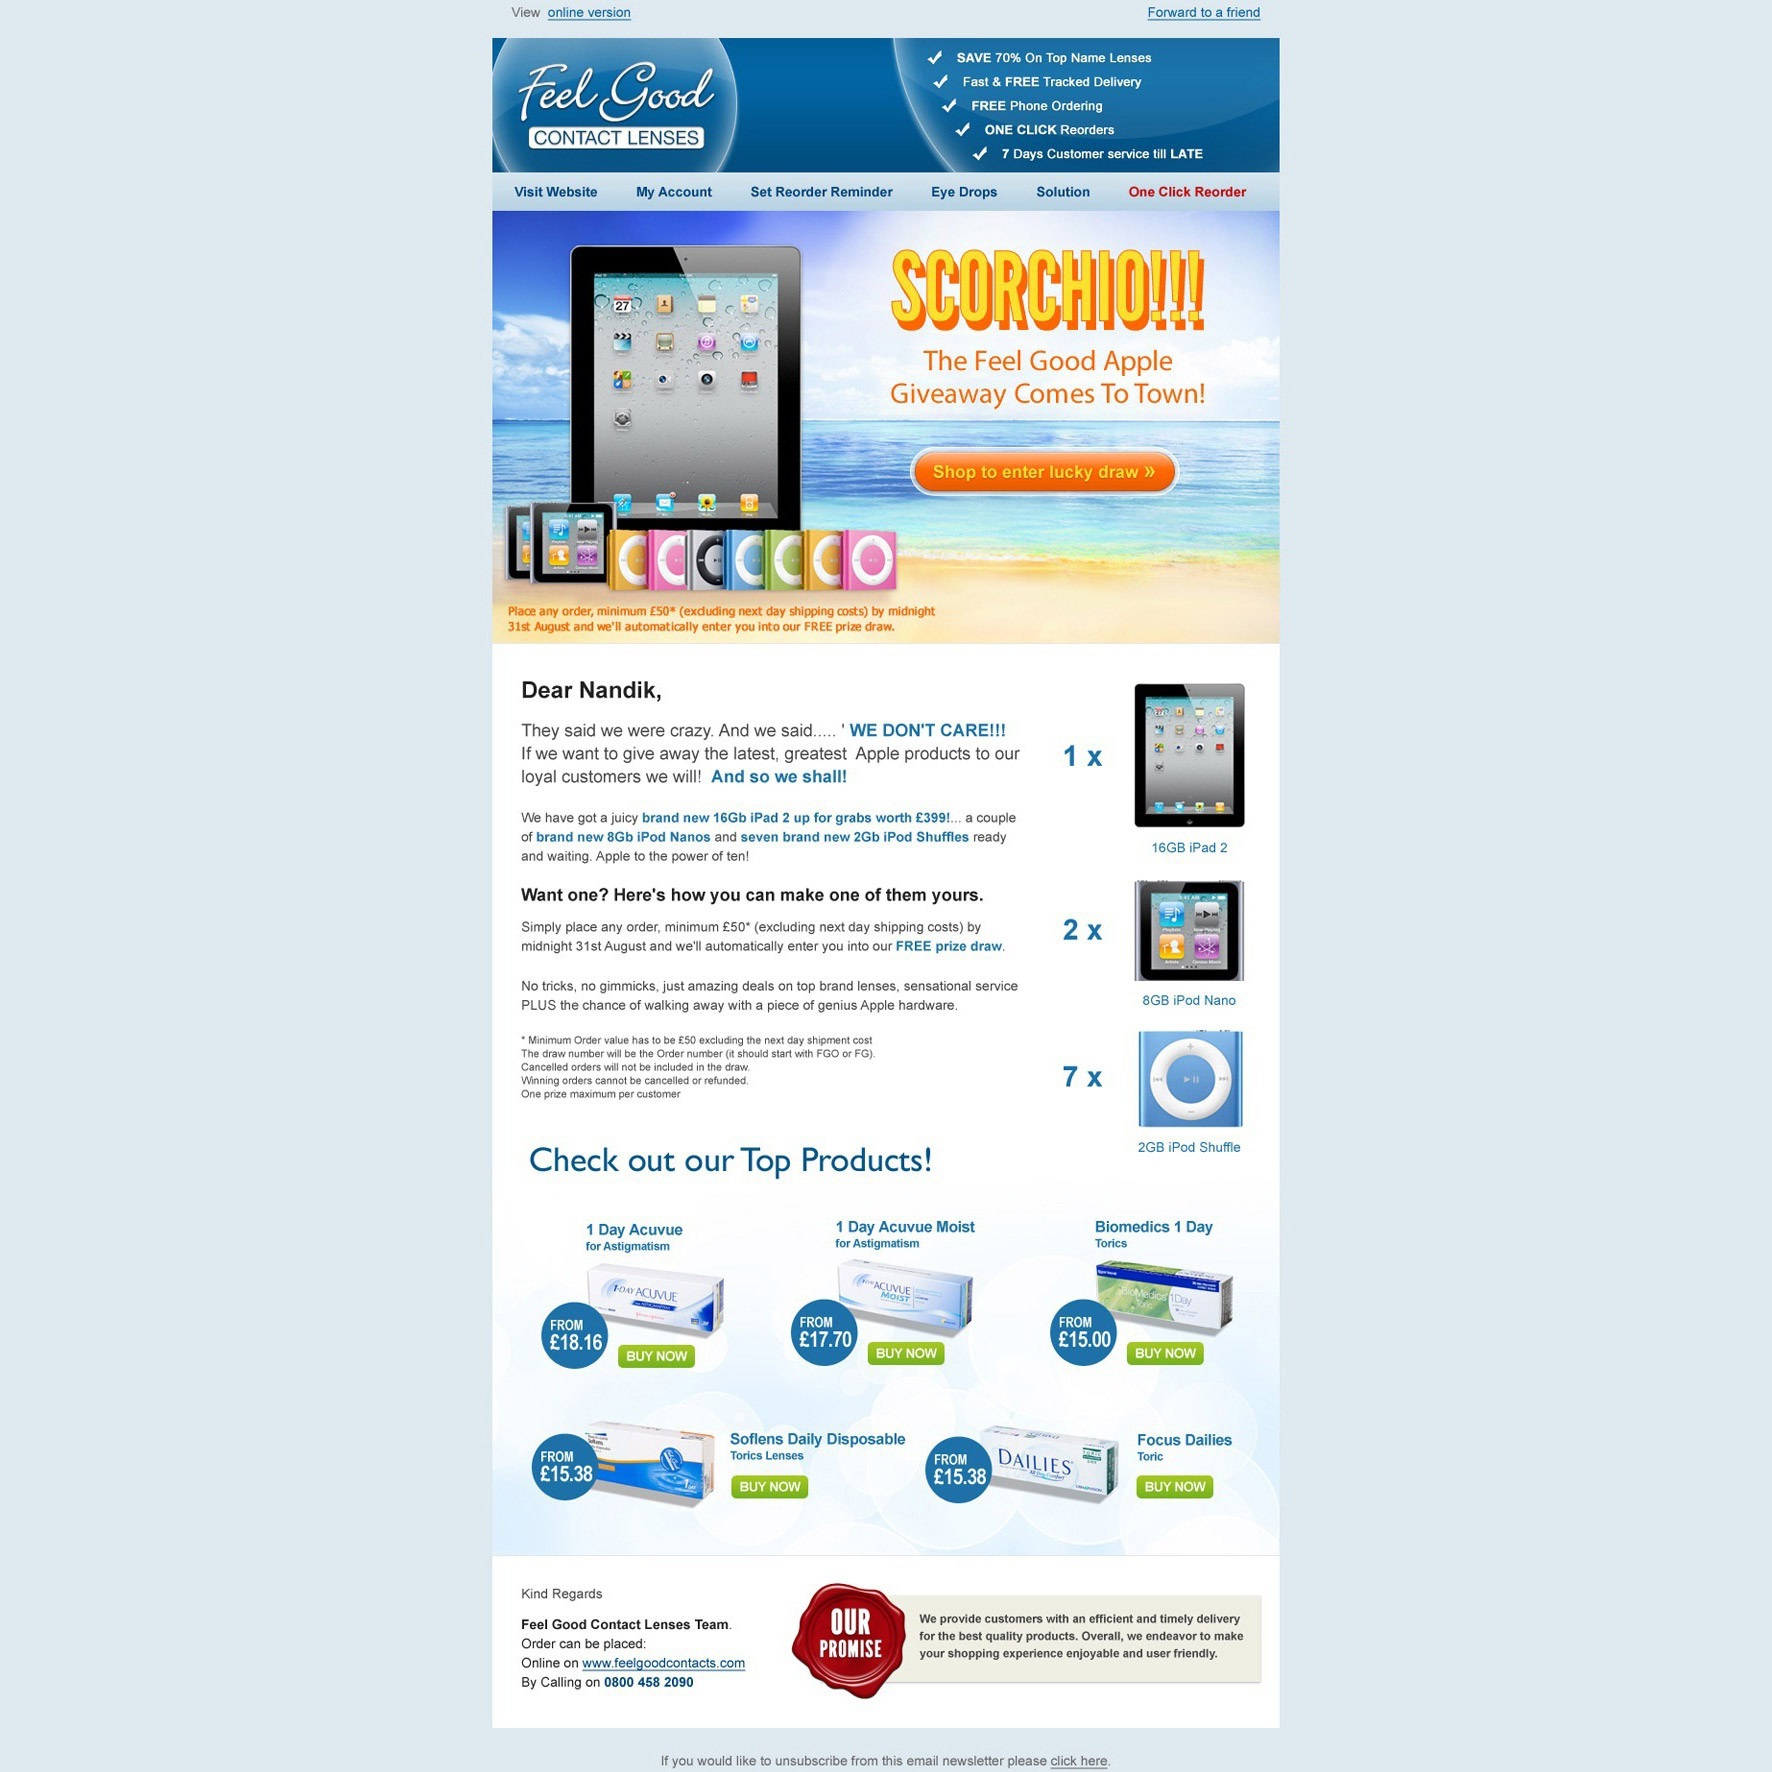 View online version
Forward to a friend
Feel Good
CONTACT LENSES
SAVE 70% On Top Name Lenses
Fast & FREE Tracked Delivery
FREE Phone Ordering
ONE CLICK Reorders
7 Days Customer service till LATE
Visit Website My Account Set Reorder Reminder Eye Drops Solution One Click Reorder
SCORCHIO!!!
The Feel Good Apple
Giveaway Comes To Town!
Shop to enter lucky draw »
27
Place any order, minimum £50* (excluding next day shipping costs) by midnight
31st August and we'll automatically enter you into our FREE prize draw.
Dear Nandik,
They said we were crazy. And we said..... ' WE DON'T CARE!!!
If we want to give away the latest, greatest Apple products to our
loyal customers we will! And so we shall!
We have got a juicy brand new 16Gb iPad 2 up for grabs worth £399!... a couple
of brand new 8Gb iPod Nanos and seven brand new 2Gb iPod Shuffles ready
and waiting. Apple to the power of ten!
Want one? Here's how you can make one of them yours.
Simply place any order, minimum £50* (excluding next day shipping costs) by
midnight 31st August and we'll automatically enter you into our FREE prize draw.
No tricks, no gimmicks, just amazing deals on top brand lenses, sensational service
PLUS the chance of walking away with a piece of genius Apple hardware.
* Minimum Order value has to be £50 excluding the next day shipment cost
The draw number will be the Order number (it should start with FGO or FG).
Cancelled orders will not be included in the draw.
Winning orders cannot be cancelled or refunded.
One prize maximum per customer
1 x
16GB iPad 2
2 x
8GB iPod Nano
7 x
2GB iPod Shuffle
Check out our Top Products!
1 Day Acuvue
for Astigmatism
1-DAY ACUVUE
FROM
£18.16
BUY NOW
1 Day Acuvue Moist
for Astigmatism
ACUVUE
MOIST
FROM
£17.70
BUY NOW
Biomedics 1 Day
Torics
BioMedics 1Day
Toric
FROM
£15.00
BUY NOW
FROM
£15.38
Soflens Daily Disposable
Torics Lenses
BUY NOW
FROM
£15.38
DAILIES
Focus Dailies
Toric
BUY NOW
Kind Regards
Feel Good Contact Lenses Team.
Order can be placed:
Online on www.feelgoodcontacts.com
By Calling on 0800 458 2090
OUR
PROMISE
We provide customers with an efficient and timely delivery
for the best quality products. Overall, we endeavor to make
your shopping experience enjoyable and user friendly.
If you would like to unsubscribe from this email newsletter please click here.